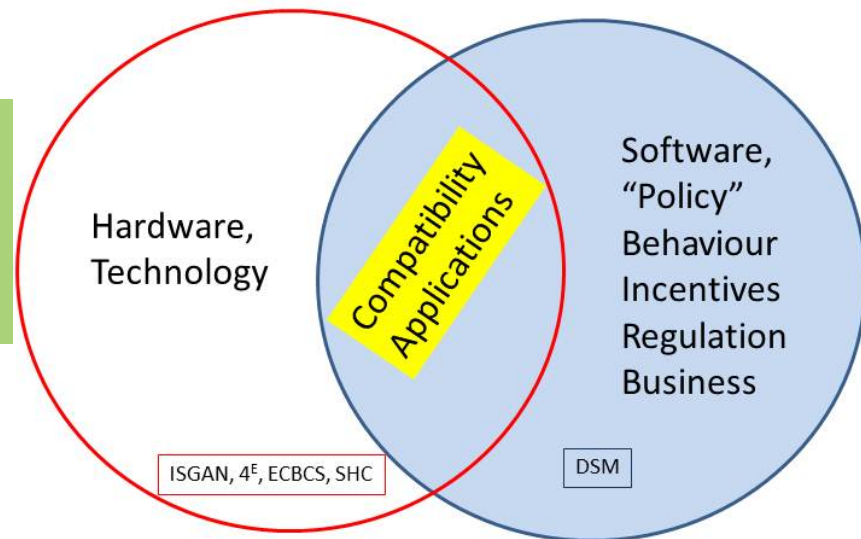 Hardware,
Technology
Compatibility
Applications
Software,
“Policy”
Behaviour
Incentives
Regulation
Business
ISGAN, 4ᴱ, ECBCS, SHC
DSM